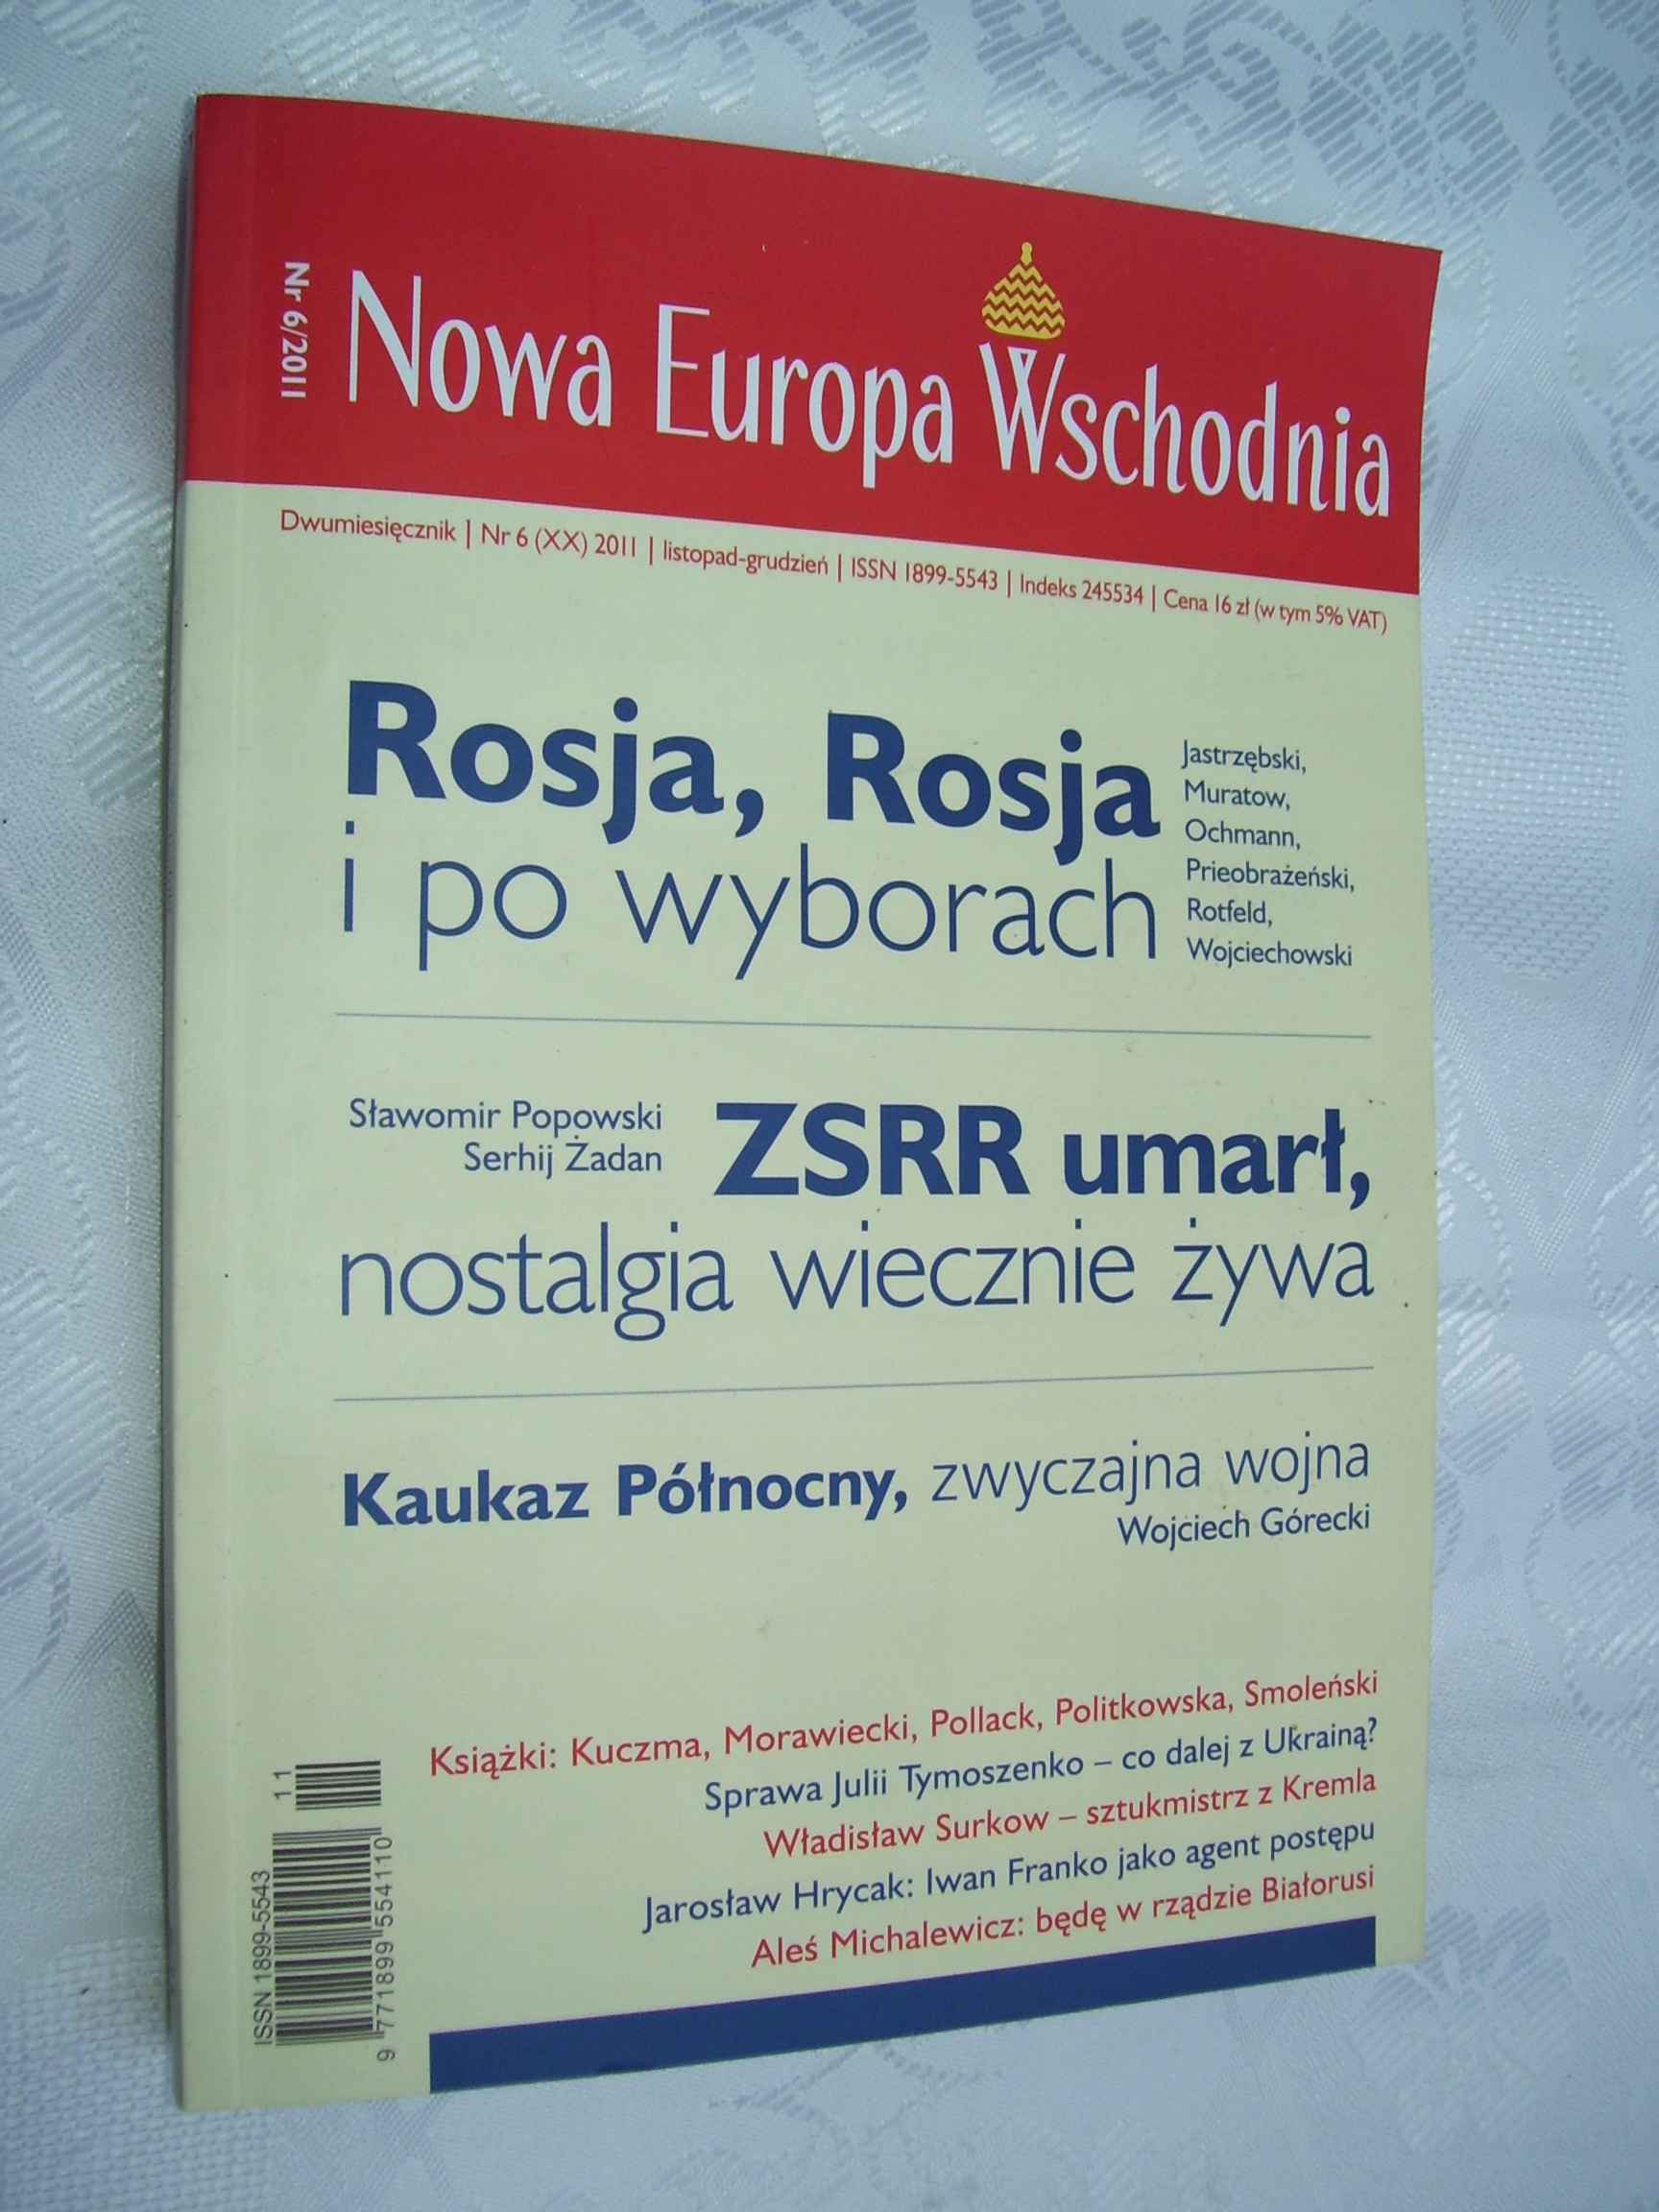 Nr 6/2011
Nowa Europa Wschodnia
Dwumiesięcznik | Nr 6 (XX) 2011 | listopad-grudzień | ISSN 1899-5543 | Indeks 245534 | Cena 16 zł (w tym 5% VAT)
Rosja, Rosja
i po wyborach
Jastrzębski,
Muratow,
Ochmann,
Prieobrażeński,
Rotfeld,
Wojciechowski
Sławomir Popowski
Serhij Żadan
ZSRR umarł,
nostalgia wiecznie żywa
Kaukaz Północny, zwyczajna wojna
Wojciech Górecki
Książki: Kuczma, Morawiecki, Pollack, Politkowska, Smoleński
Sprawa Julii Tymoszenko – co dalej z Ukrainą?
Władisław Surkow – sztukmistrz z Kremla
Jarosław Hrycak: Iwan Franko jako agent postępu
Aleś Michalewicz: będę w rządzie Białorusi
ISSN 1899-5543
11
9 771899 554110